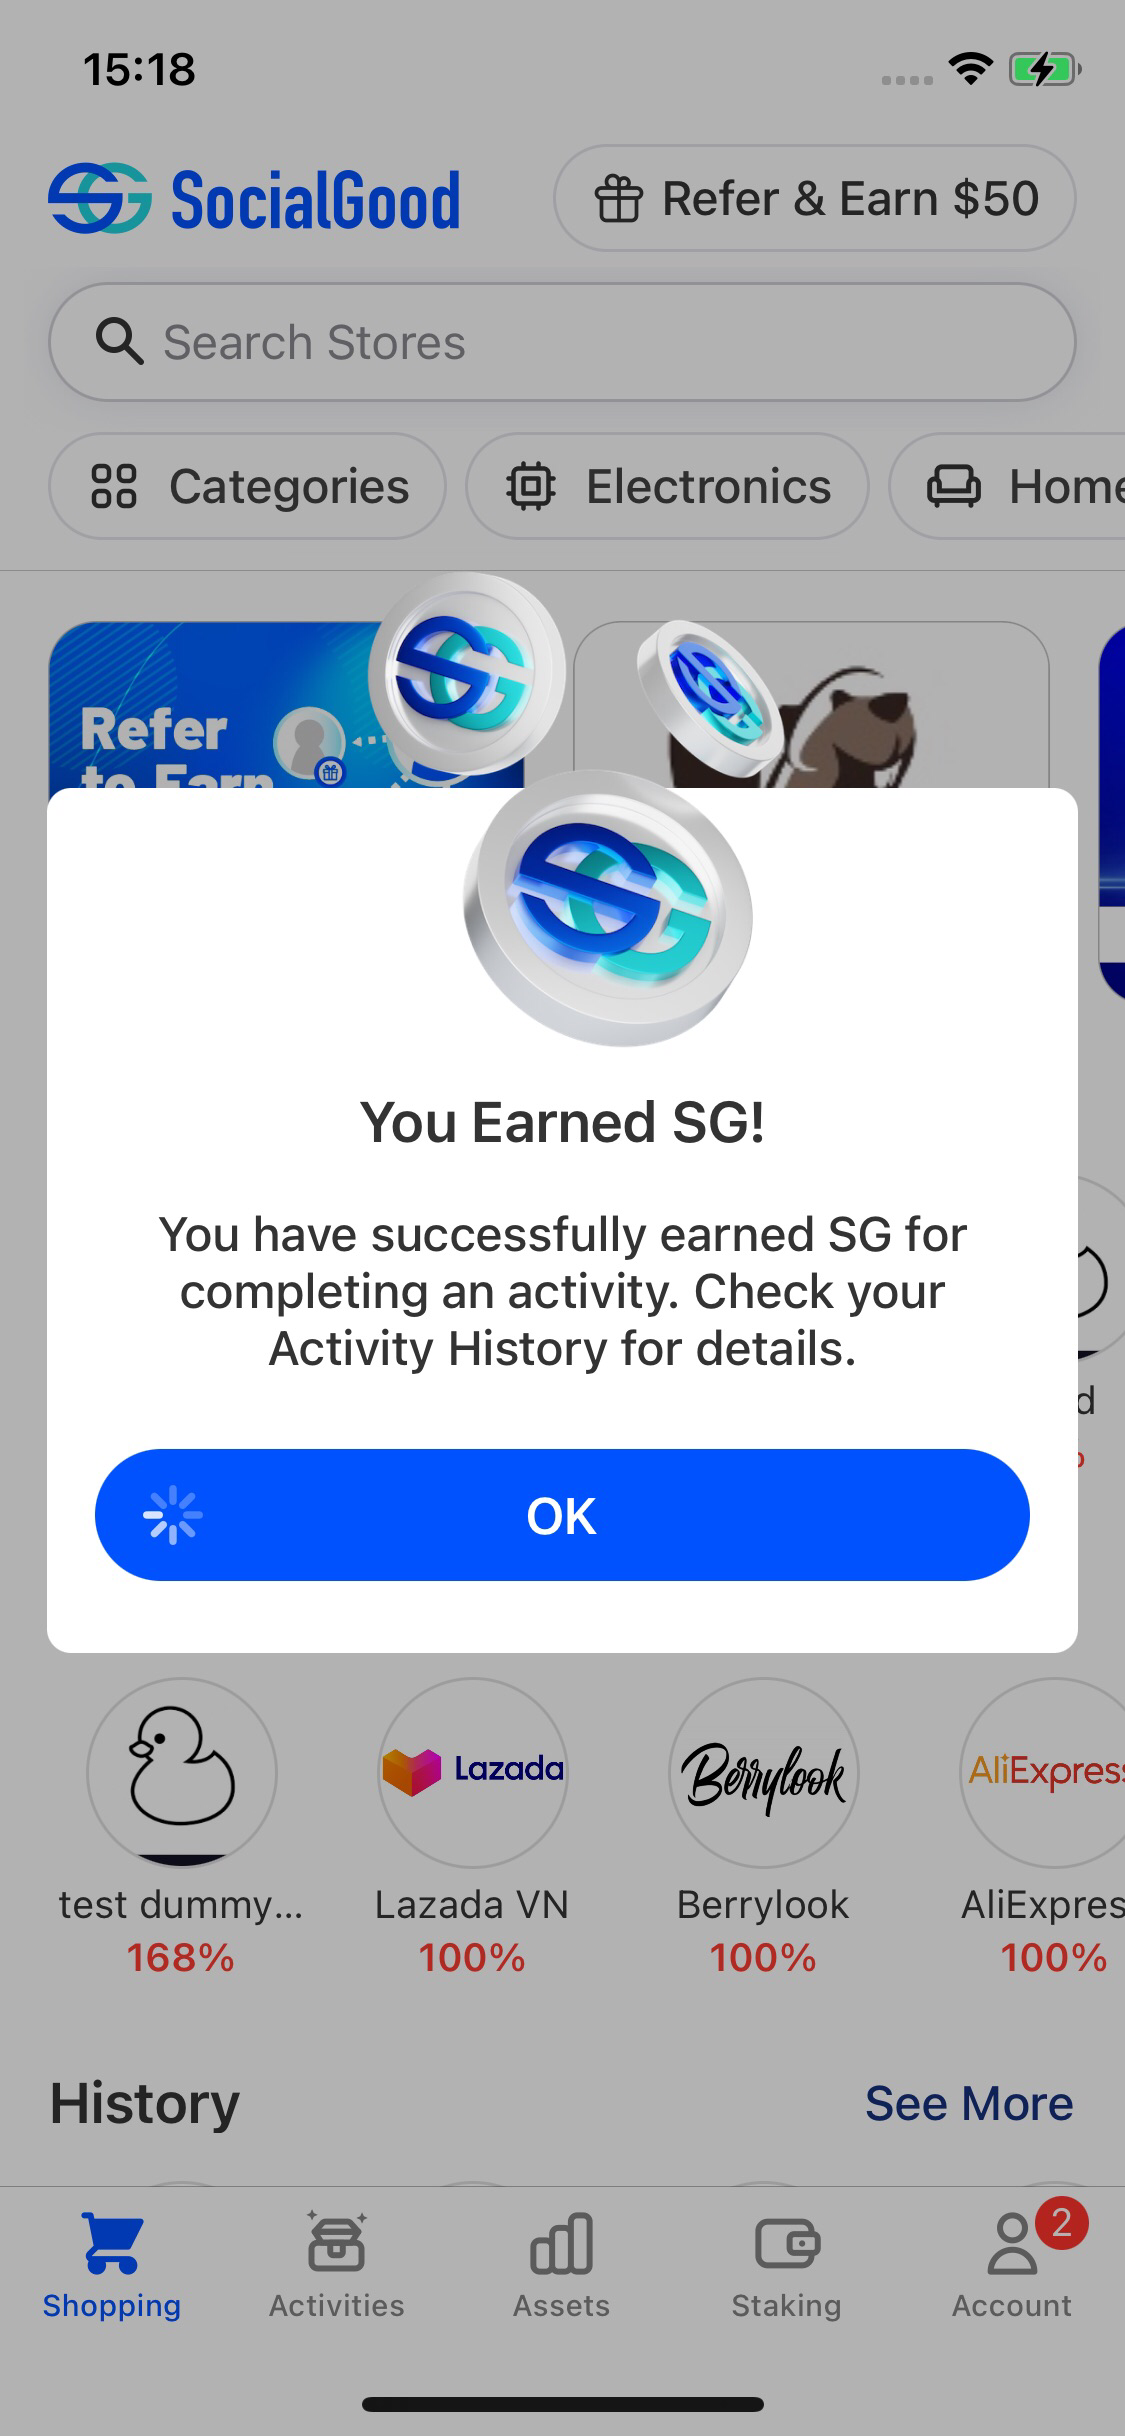 15:18
SocialGood
Refer & Earn $50
Search Stores
Categories
Electronics
Home
Refer
to Earn
You Earned SG!
You have successfully earned SG for
completing an activity. Check your
Activity History for details.
OK
d
%
Lazada
Berrylook
AliExpress
test dummy...
Lazada VN
Berrylook
AliExpres
168%
100%
100%
100%
History
See More
2
Shopping
Activities
Assets
Staking
Account